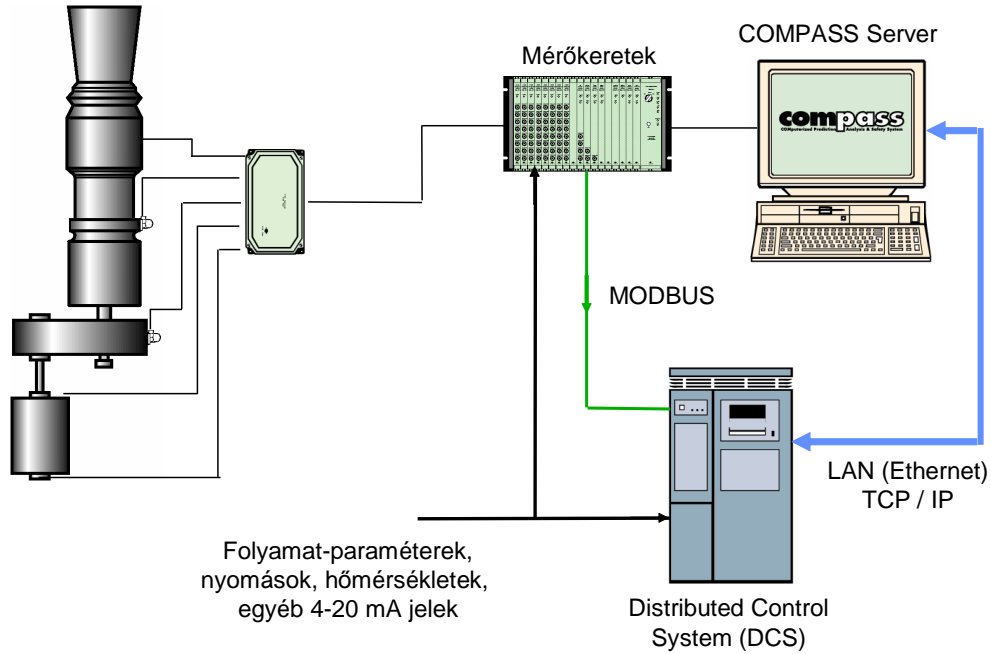 COMPASS Server
Mérőkeretek
compass
COMputerized Prediction Analysis & Safety System
MODBUS
LAN (Ethernet)
TCP / IP
Folyamat-paraméterek,
nyomások, hőmérsékletek,
egyéb 4-20 mA jelek
Distributed Control
System (DCS)